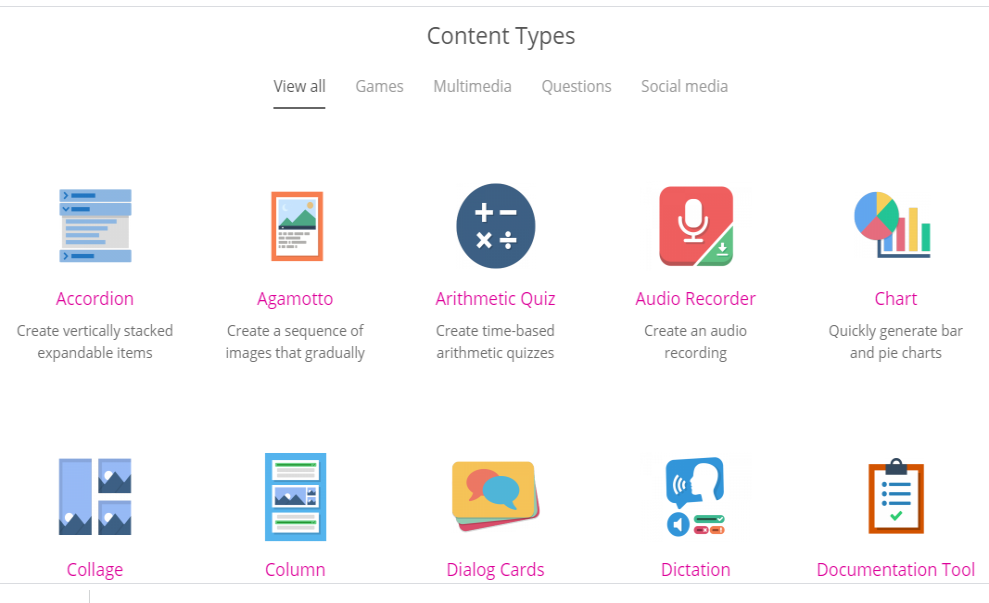 Content Types
View all Games Multimedia Questions Social media
Accordion Agamotto Arithmetic Quiz Audio Recorder Chart
Create vertically stacked Create a sequence of Create time-based Create an audio Quickly generate bar
expandable items images that gradually arithmetic quizzes recording and pie charts
Collage Column Dialog Cards Dictation Documentation Tool